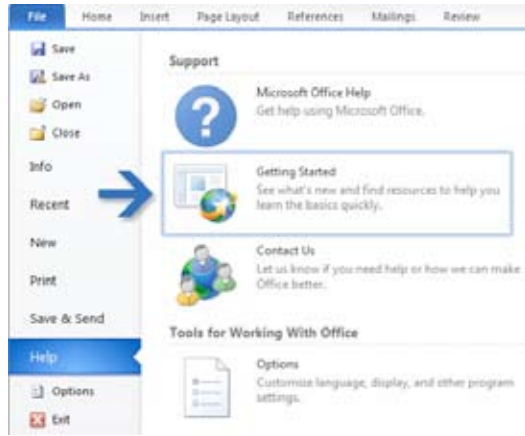 File Home Insert Page Layout References Mailings Review
Save
Save As
Open
Close
Info
Recent
New
Print
Save & Send
Help
Options
Exit
Support
Microsoft Office Help
Get help using Microsoft Office.
Getting Started
See what's new and find resources to help you
learn the basics quickly.
Contact Us
Let us know if you need help or how we can make
Office better.
Tools for Working With Office
Options
Customize language, display, and other program
settings.